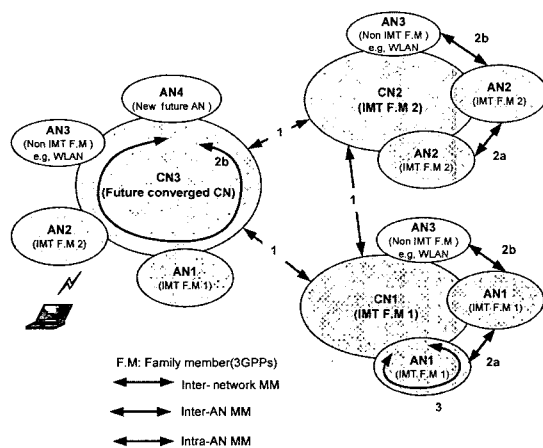 AN4
(New future AN )
AN3
(Non IMT F.M )
e.g, WLAN
2b
CN3
(Future converged CN)
AN2
(IMT F.M 2)
AN1
(IMT F.M 1)
1
1
1
AN3
(Non IMT F.M )
e.g, WLAN
2b
CN2
(IMT F.M 2)
AN2
(IMT F.M 2)
AN2
(IMT F.M 2)
2a
AN3
(Non IMT F.M )
e.g, WLAN
2b
CN1
(IMT F.M 1)
AN1
(IMT F.M 1)
AN1
(IMT F.M 1)
2a
3
F.M: Family member(3GPPs)
Inter- network MM
Inter-AN MM
Intra-AN MM